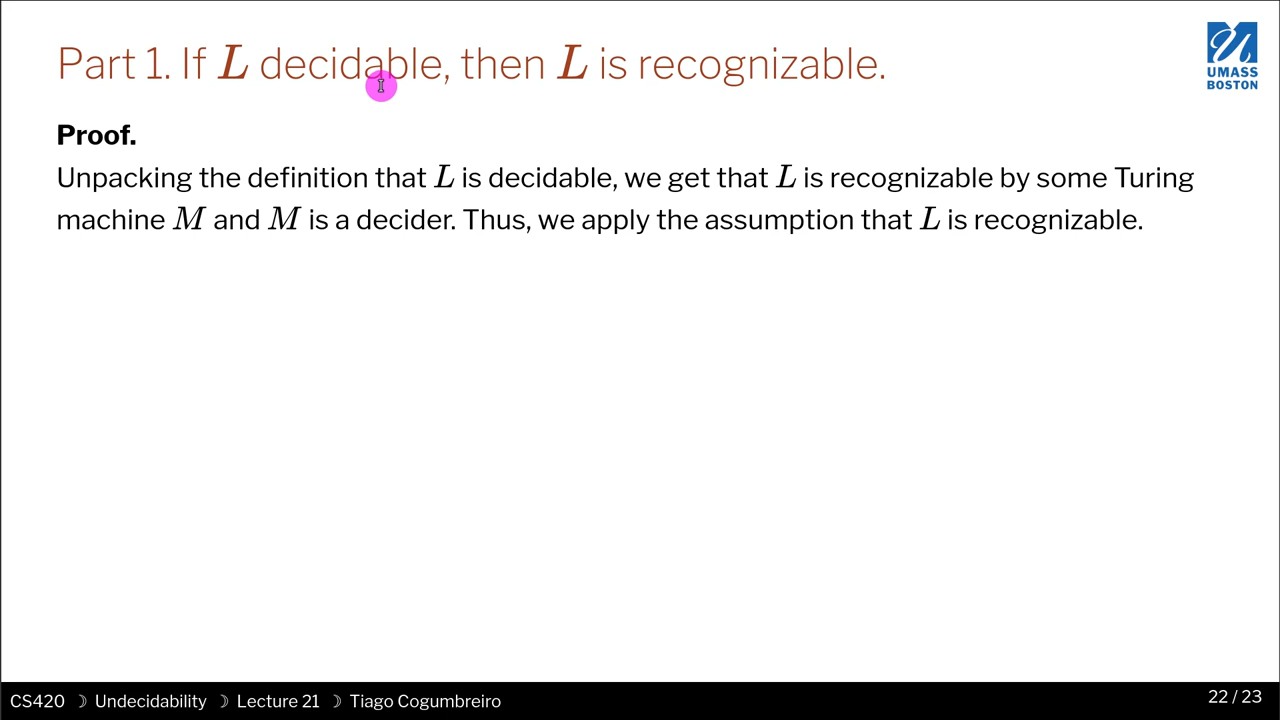 Part 1. If L decidable, then L is recognizable.
UMASS
BOSTON
Proof.
Unpacking the definition that L is decidable, we get that L is recognizable by some Turing
machine M and M is a decider. Thus, we apply the assumption that L is recognizable.
CS420 ☽ Undecidability ☽ Lecture 21 ☽ Tiago Cogumbreiro
22 / 23